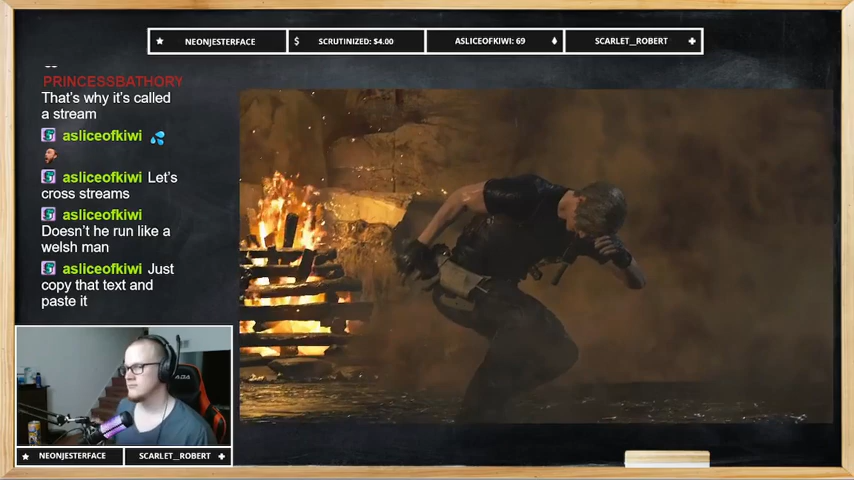 NEONJESTERFACE
$ SCRUTINIZED: $4.00
ASLICEOFKIWI: 69
SCARLET_ROBERT
PRINCESSBATHORY
That's why it's called
a stream
asliceofkiwi
asliceofkiwi Let's
cross streams
asliceofkiwi
Doesn't he run like a
welsh man
asliceofkiwi Just
copy that text and
paste it
NEONJESTERFACE
SCARLET_ROBERT